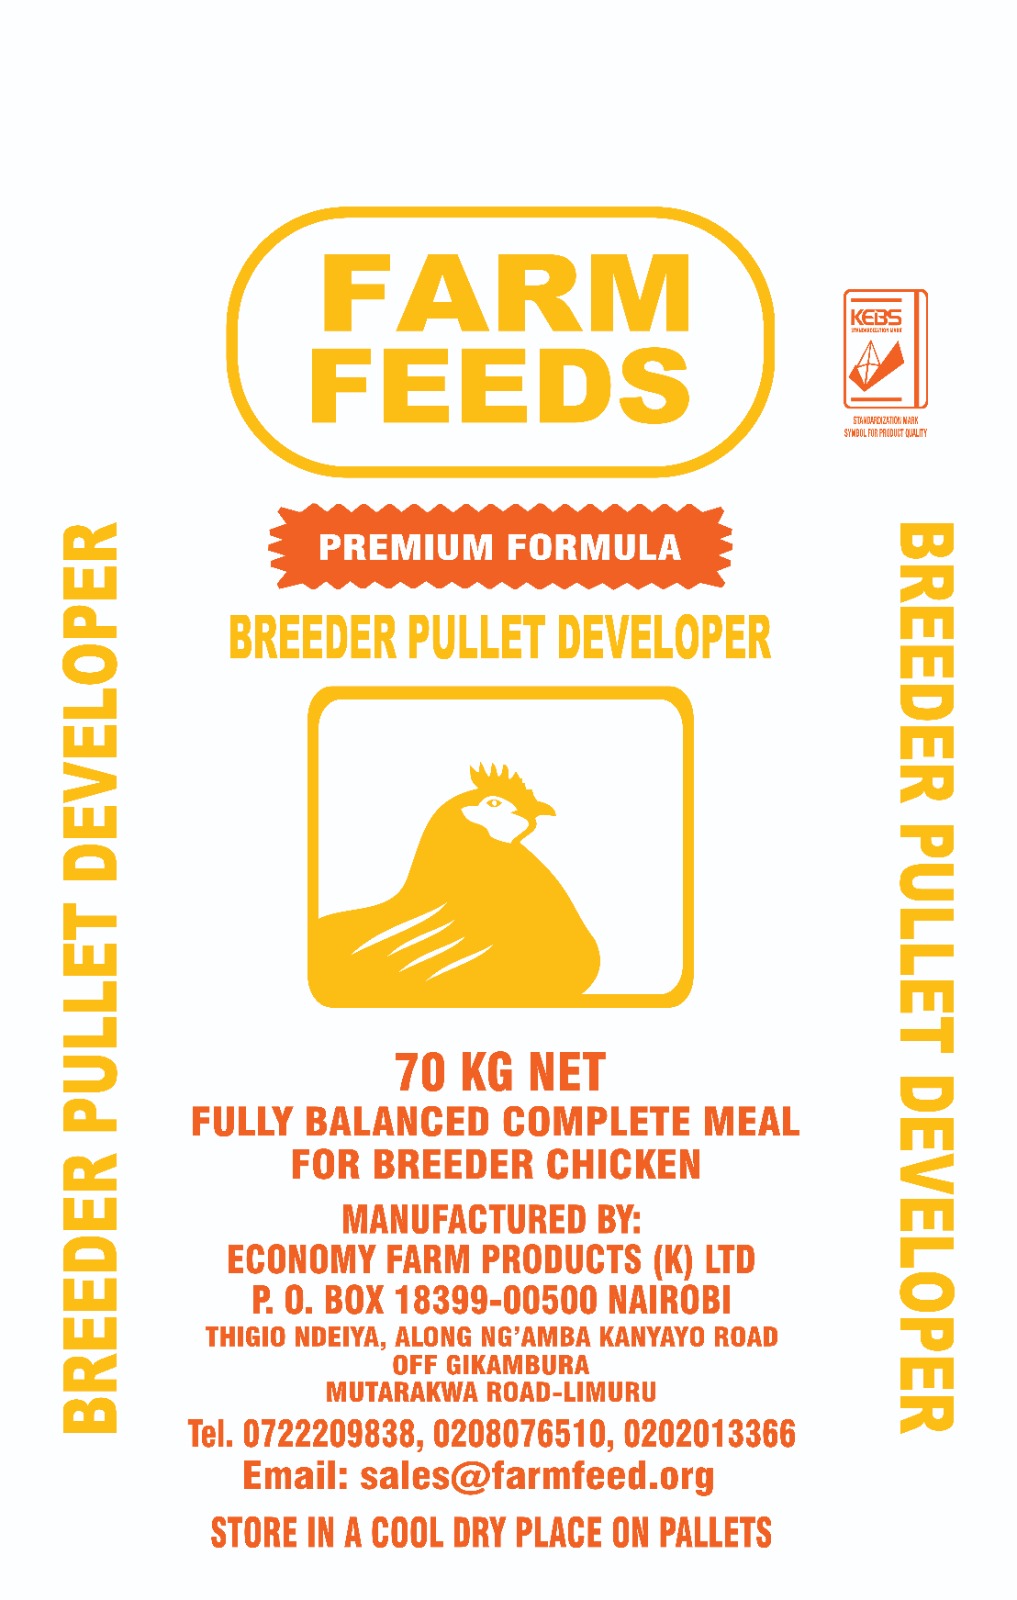 FARM
FEEDS
KEBS
STANDARDIZATION MARK
STANDARDIZATION MARK
SYMBOL FOR PRODUCT QUALITY
PREMIUM FORMULA
BREEDER PULLET DEVELOPER
BREEDER PULLET DEVELOPER
BREEDER PULLET DEVELOPER
70 KG NET
FULLY BALANCED COMPLETE MEAL
FOR BREEDER CHICKEN
MANUFACTURED BY:
ECONOMY FARM PRODUCTS (K) LTD
P. O. BOX 18399-00500 NAIROBI
THIGIO NDEIYA, ALONG NG'AMBA KANYAYO ROAD
OFF GIKAMBURA
MUTARAKWA ROAD-LIMURU
Tel. 0722209838, 0208076510, 0202013366
Email: sales@farmfeed.org
STORE IN A COOL DRY PLACE ON PALLETS